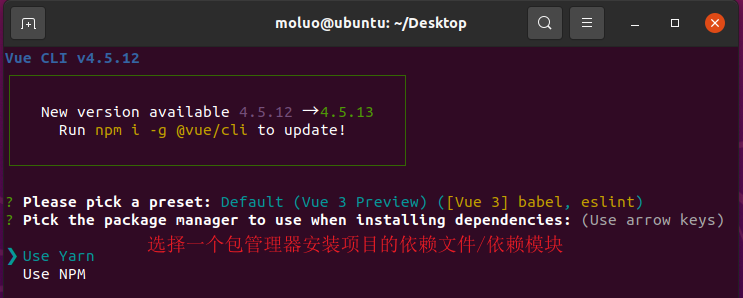 moluo@ubuntu: ~/Desktop
Vue CLI v4.5.12
New version available 4.5.12 →4.5.13
Run npm i -g @vue/cli to update!
? Please pick a preset: Default (Vue 3 Preview) ([Vue 3] babel, eslint)
? Pick the package manager to use when installing dependencies: (Use arrow keys)
选择一个包管理器安装项目的依赖文件/依赖模块
❯ Use Yarn
Use NPM